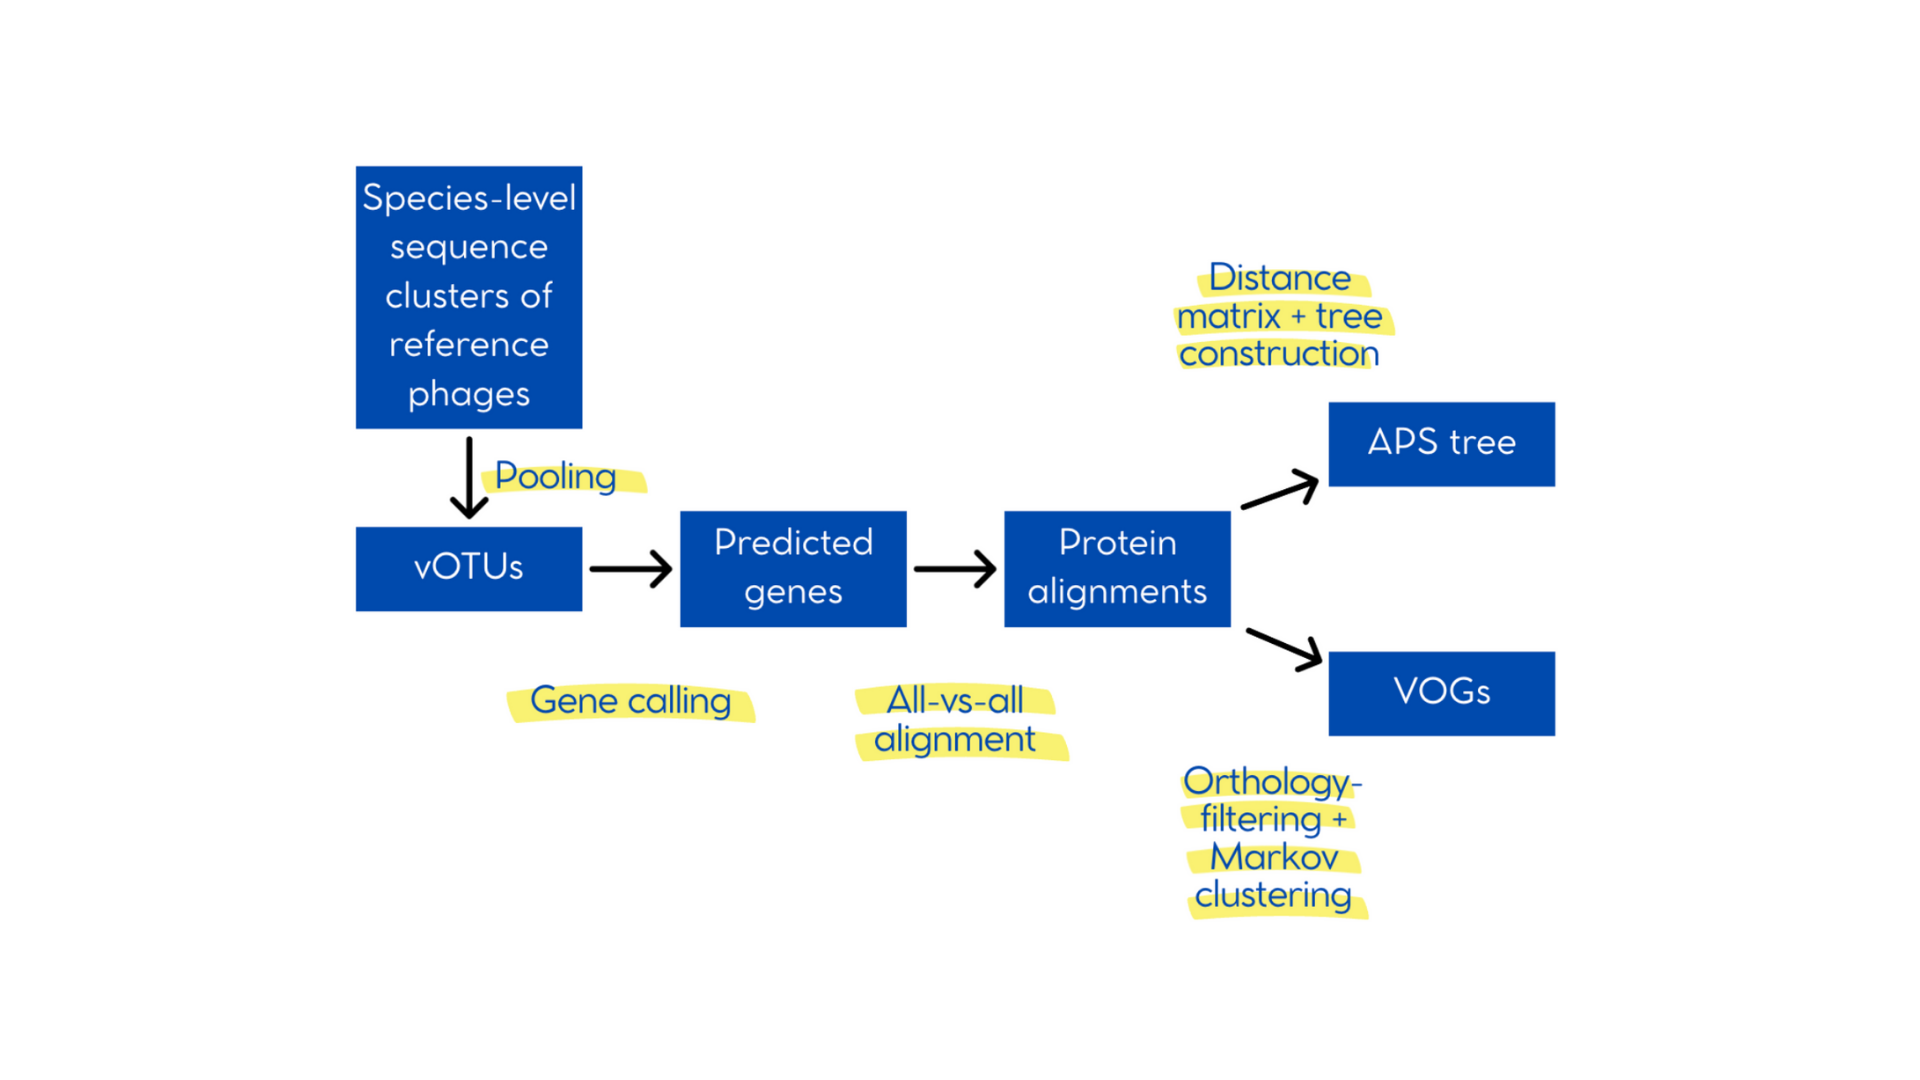 Species-level
sequence
clusters of
reference
phages
Pooling
vOTUs
Gene calling
Predicted
genes
All-vs-all
alignment
Protein
alignments
Distance
matrix + tree
construction
APS tree
Orthology-
filtering +
Markov
clustering
VOGs